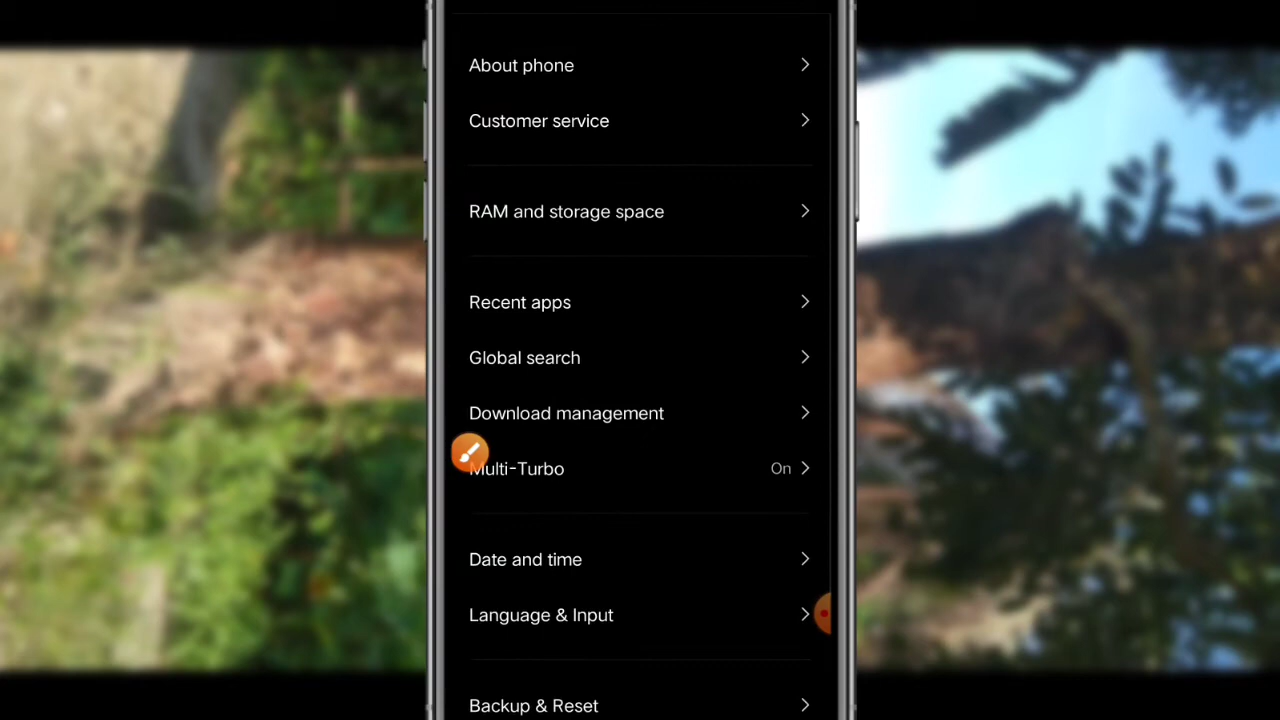 About phone
Customer service
RAM and storage space
Recent apps
Global search
Download management
Multi-Turbo On
Date and time
Language & Input
Backup & Reset